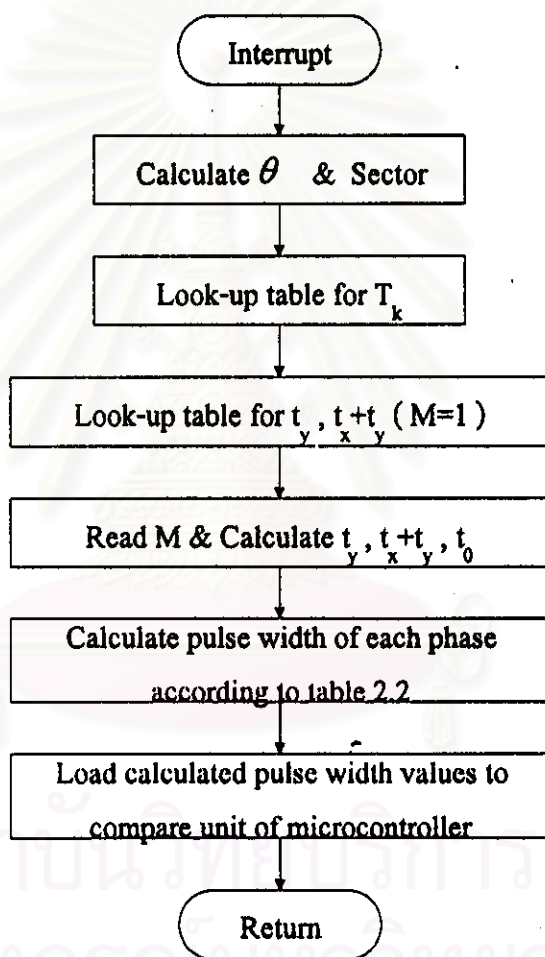 Interrupt
Calculate θ & Sector
Look-up table for T_k
Look-up table for t_y , t_x+t_y ( M=1 )
Read M & Calculate t_y , t_x+t_y , t_0
Calculate pulse width of each phase
according to table 2.2
Load calculated pulse width values to
compare unit of microcontroller
Return